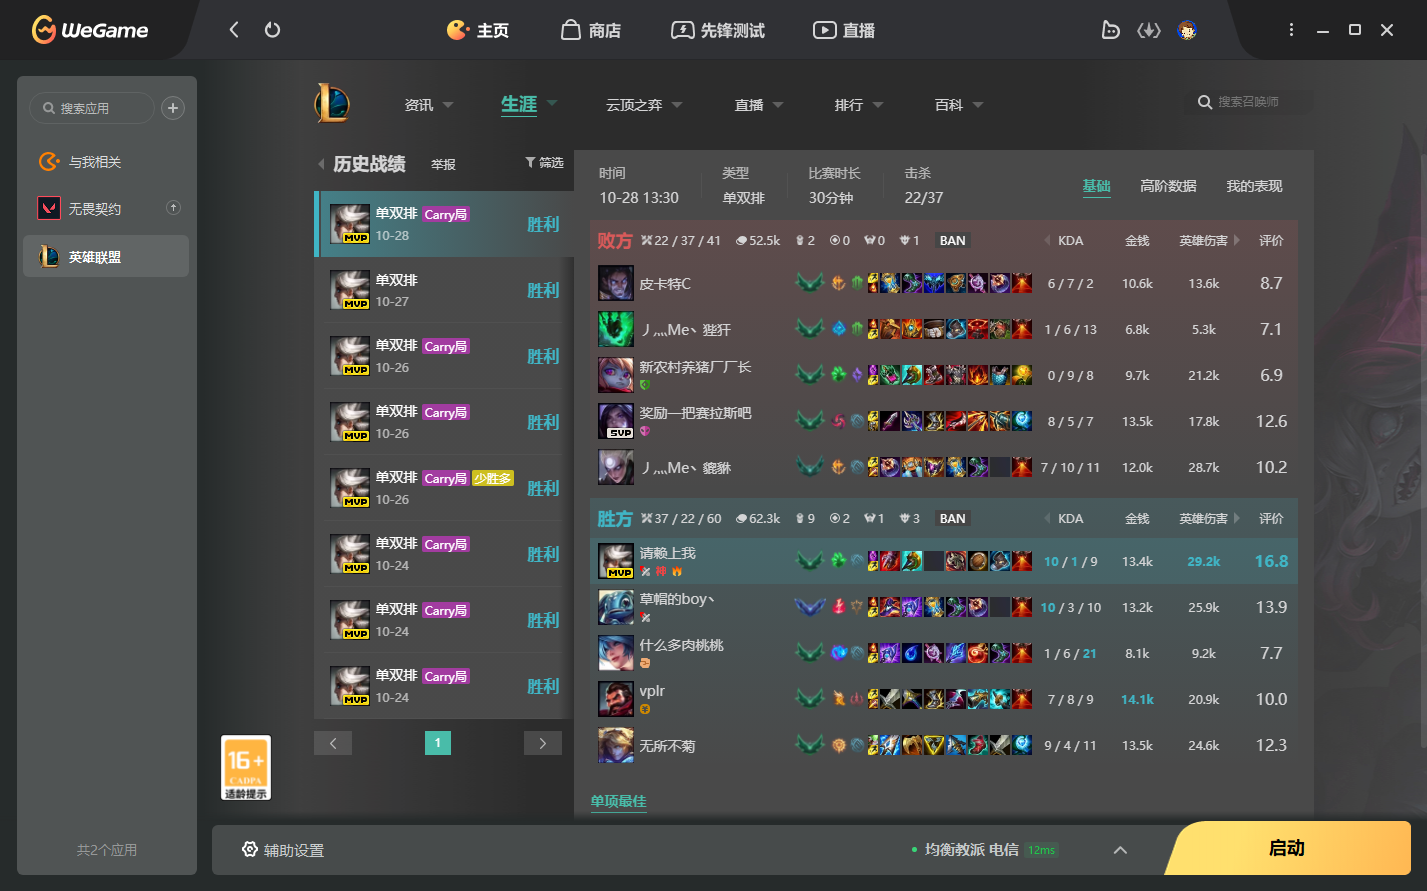 WeGame
主页
商店
先锋测试
直播
搜索应用
与我相关
无畏契约
英雄联盟
共2个应用
资讯
生涯
云顶之弈
直播
排行
百科
搜索召唤师
历史战绩
举报
筛选
MVP
单双排 Carry局
10-28
胜利
MVP
单双排
10-27
胜利
MVP
单双排 Carry局
10-26
胜利
MVP
单双排 Carry局
10-26
胜利
MVP
单双排 Carry局 少胜多
10-26
胜利
MVP
单双排 Carry局
10-24
胜利
MVP
单双排 Carry局
10-24
胜利
MVP
单双排 Carry局
10-24
胜利
1
时间 类型 比赛时长 击杀
10-28 13:30 单双排 30分钟 22/37
基础 高阶数据 我的表现
败方 22 / 37 / 41 52.5k 2 0 0 1 BAN KDA 金钱 英雄伤害 评价
皮卡特C 6 / 7 / 2 10.6k 13.6k 8.7
丿灬Me丶狴犴 1 / 6 / 13 6.8k 5.3k 7.1
新农村养猪厂厂长 0 / 9 / 8 9.7k 21.2k 6.9
SVP 奖励一把赛拉斯吧 8 / 5 / 7 13.5k 17.8k 12.6
丿灬Me丶貔貅 7 / 10 / 11 12.0k 28.7k 10.2
胜方 37 / 22 / 60 62.3k 9 2 1 3 BAN KDA 金钱 英雄伤害 评价
MVP 请赖上我 神 10 / 1 / 9 13.4k 29.2k 16.8
草帽的boy丶 10 / 3 / 10 13.2k 25.9k 13.9
什么多肉桃桃 1 / 6 / 21 8.1k 9.2k 7.7
vplr 7 / 8 / 9 14.1k 20.9k 10.0
无所不菊 9 / 4 / 11 13.5k 24.6k 12.3
单项最佳
16+
CADPA
适龄提示
辅助设置
均衡教派 电信 12ms
启动